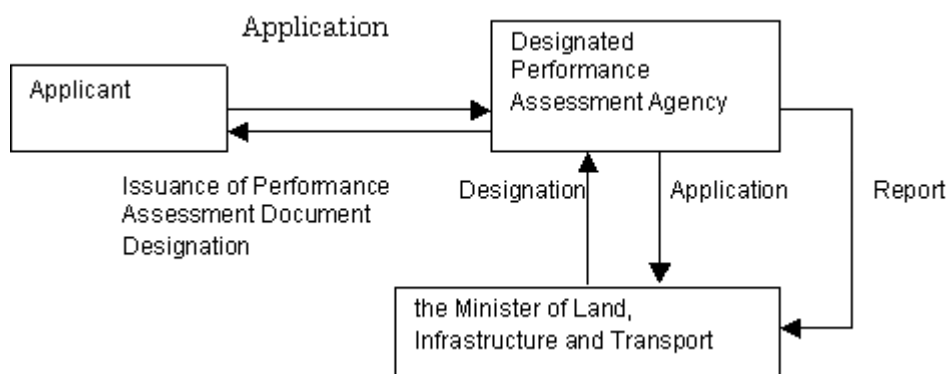 Application
Designated
Performance
Assessment Agency
Applicant
Issuance of Performance
Assessment Document
Designation
Designation
Application
Report
the Minister of Land,
Infrastructure and Transport